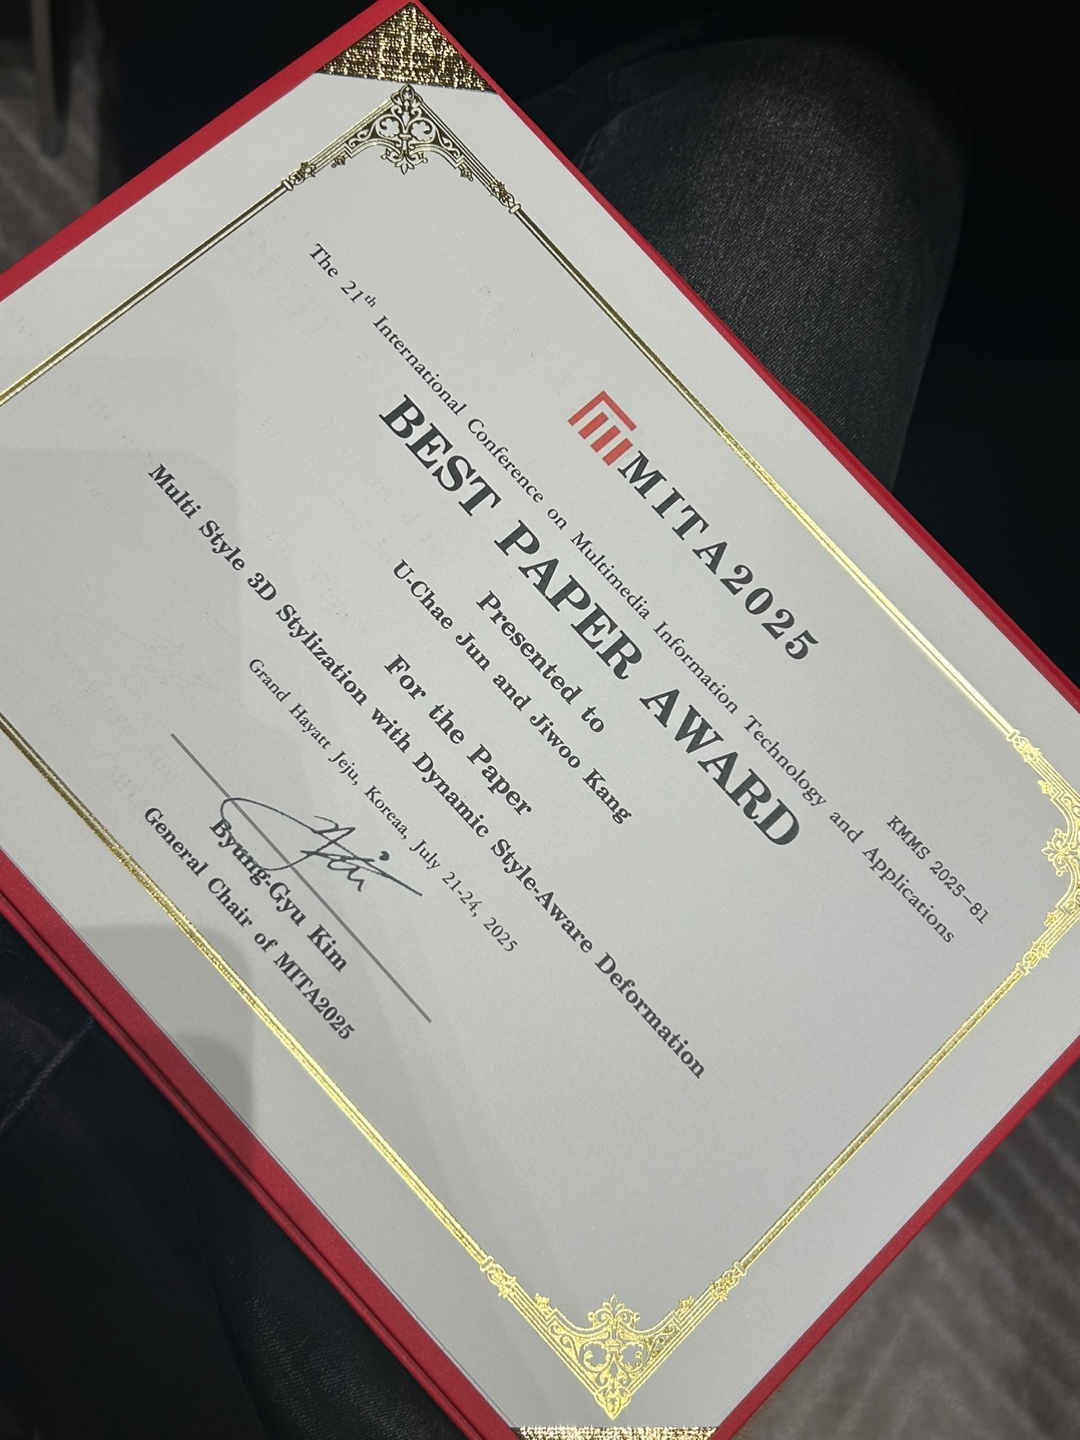 KMMS 2025-81
MITA2025
The 21th International Conference on Multimedia Information Technology and Applications
BEST PAPER AWARD
Presented to
U-Chae Jun and Jiwoo Kang
For the Paper
Multi Style 3D Stylization with Dynamic Style-Aware Deformation
Grand Hayatt Jeju, Koreaa, July 21-24, 2025
Byung-Gyu Kim
General Chair of MITA2025